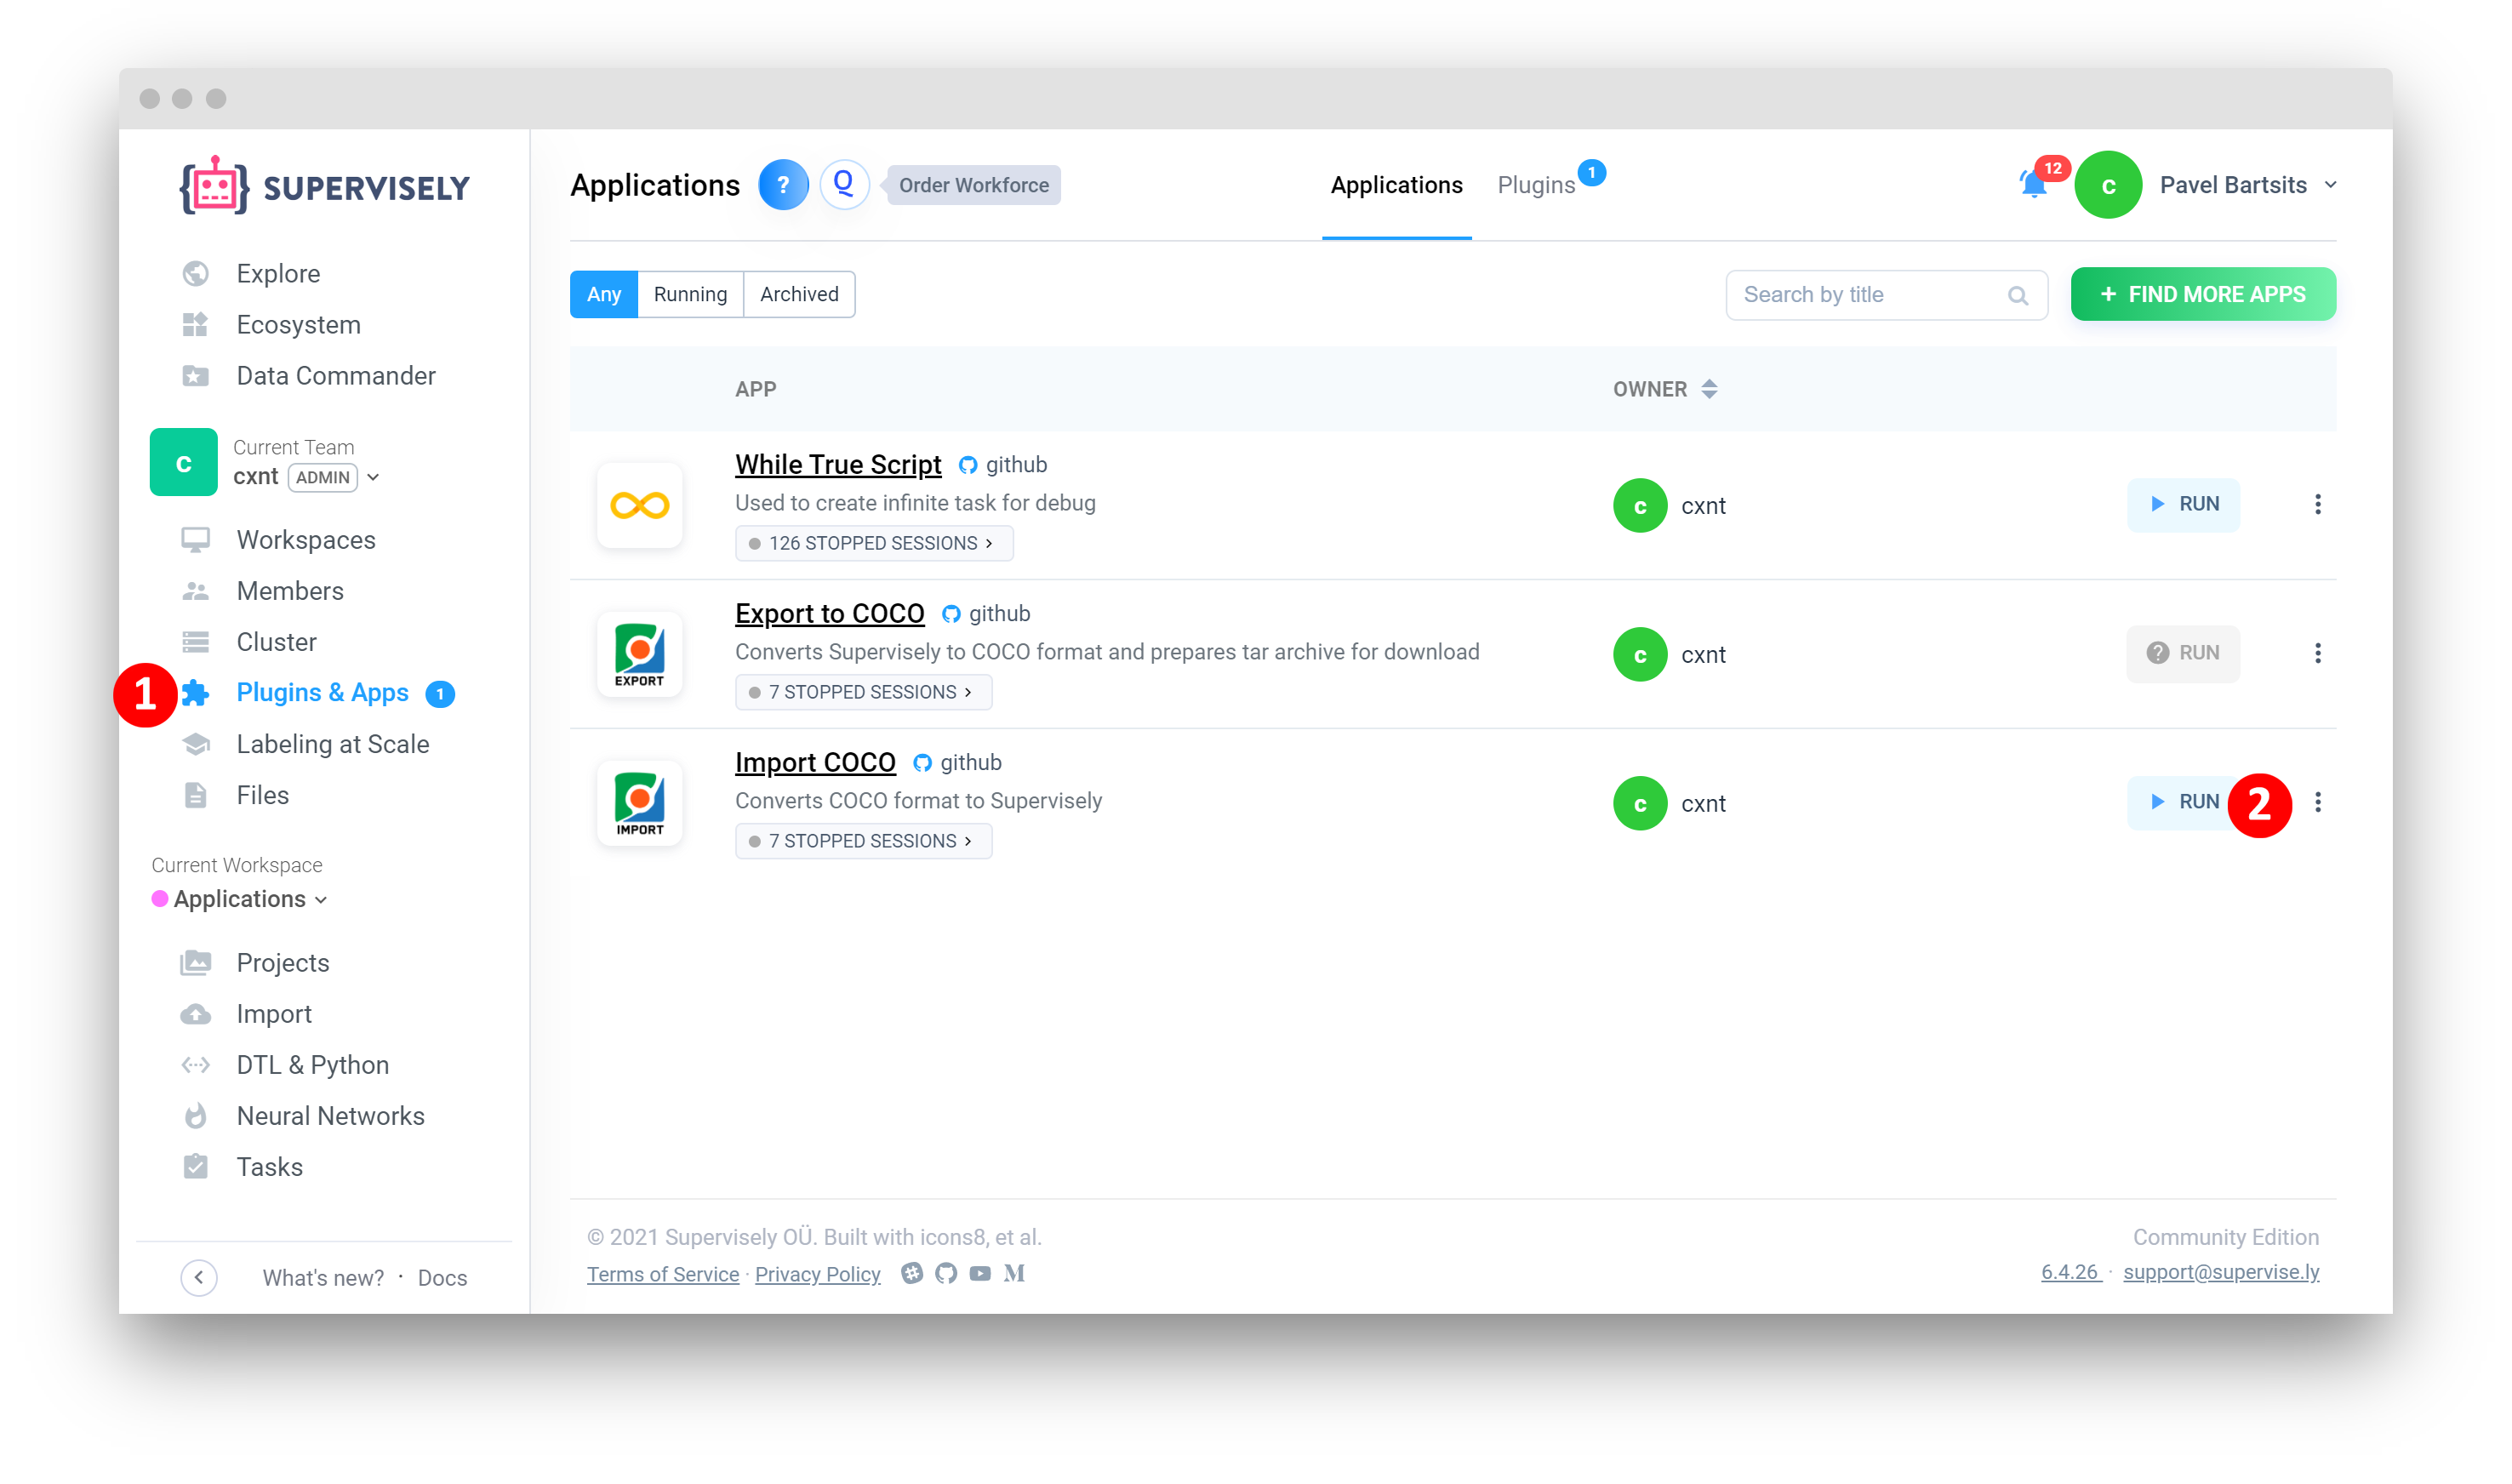 SUPERVISELY
Explore
Ecosystem
Data Commander
c
Current Team
cxnt ADMIN
Workspaces
Members
Cluster
1 Plugins & Apps 1
Labeling at Scale
Files
Current Workspace
Applications
Projects
Import
DTL & Python
Neural Networks
Tasks
What's new? · Docs
Applications ? Q Order Workforce
Applications Plugins 1
12 c Pavel Bartsits
Any Running Archived
Search by title
+ FIND MORE APPS
APP OWNER
While True Script github
Used to create infinite task for debug
126 STOPPED SESSIONS
c cxnt
RUN
EXPORT
Export to COCO github
Converts Supervisely to COCO format and prepares tar archive for download
7 STOPPED SESSIONS
c cxnt
? RUN
IMPORT
Import COCO github
Converts COCO format to Supervisely
7 STOPPED SESSIONS
c cxnt
RUN 2
© 2021 Supervisely OÜ. Built with icons8, et al.
Terms of Service · Privacy Policy M
Community Edition
6.4.26 · support@supervise.ly